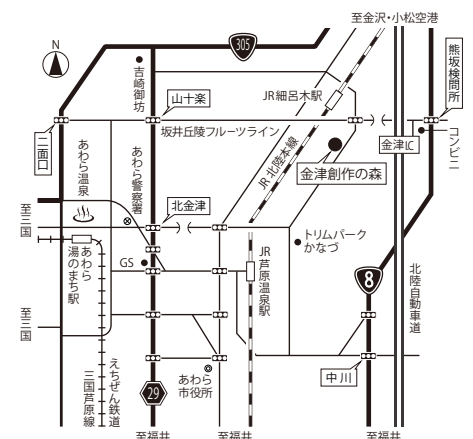 至金沢・小松空港
N
305
熊坂検問所
吉崎御坊
山十楽
JR細呂木駅
二面口
坂井丘陵フルーツライン
金津IC
コンビニ
あわら温泉
あわら警察署
JR北陸本線
金津創作の森
至三国
北金津
トリムパーク
かなづ
あわら
湯のまち駅
GS
JR
芦原温泉駅
8
北陸自動車道
至三国
えちぜん鉄道
三国芦原線
29
あわら
市役所
中川
至福井
至福井
至福井